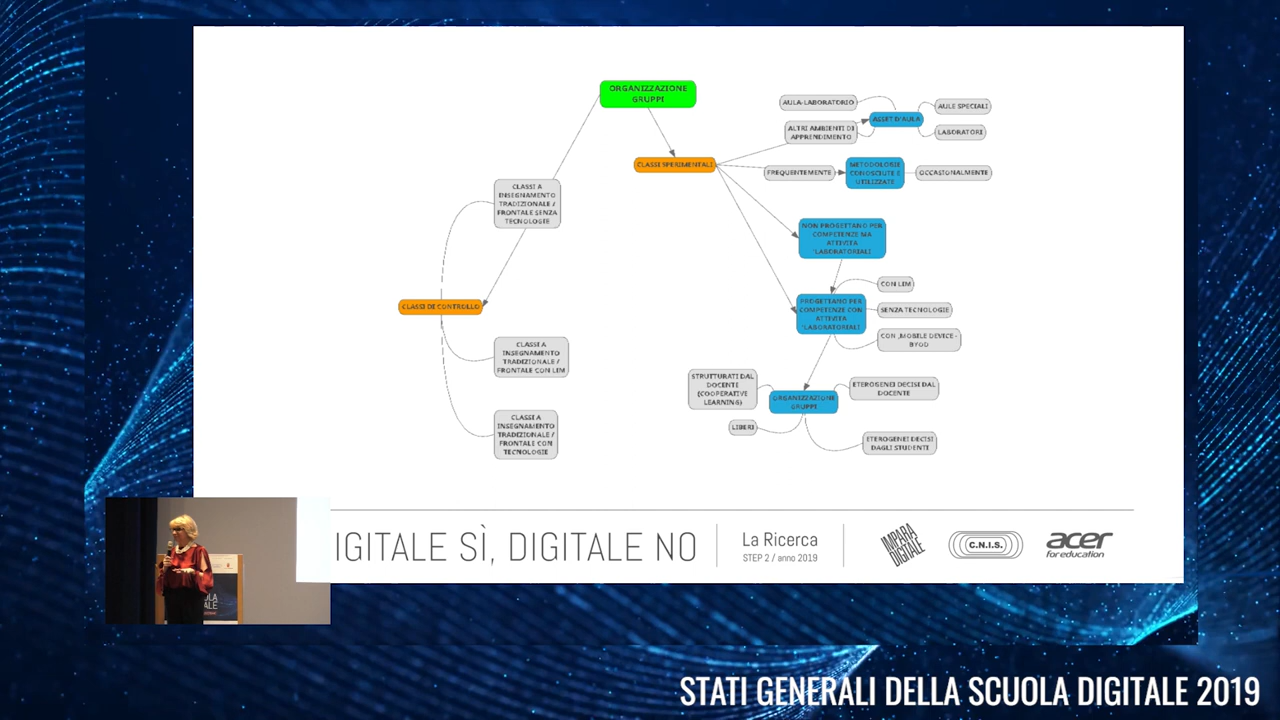 ORGANIZZAZIONE
GRUPPI
CLASSI SPERIMENTALI
AULA-LABORATORIO
ALTRI AMBIENTI DI
APPRENDIMENTO
ASSET D'AULA
AULE SPECIALI
LABORATORI
FREQUENTEMENTE
METODOLORIE
CONOSCIUTE E
UTILIZZATE
OCCASIONALMENTE
CLASSI A
INSEGNAMENTO
TRADIZIONALE /
FRONTALE SENZA
TECNOLOGIE
NON PROGETTANO PER
COMPETENZE MA
ATTIVITA
'LABORATORIALI
CLASSI DI CONTROLLO
PROGETTANO PER
COMPETENZE CON
ATTIVITA
'LABORATORIALI
CON LIM
SENZA TECNOLOGIE
CON ,MOBILE DEVICE -
BYOD
CLASSI A
INSEGNAMENTO
TRADIZIONALE /
FRONTALE CON LIM
STRUTTURATI DAL
DOCENTE
(COOPERATIVE
LEARNING)
ORGANIZZAZIONE
GRUPPI
ETEROGENEI DECISI DAL
DOCENTE
LIBERI
ETEROGENEI DECISI
DAGLI STUDENTI
CLASSI A
INSEGNAMENTO
TRADIZIONALE /
FRONTALE CON
TECNOLOGIE
IGITALE SÌ, DIGITALE NO
La Ricerca
STEP 2 / anno 2019
IMPARA
DIGITALE
C.N.I.S.
acer
for education
STATI GENERALI DELLA SCUOLA DIGITALE 2019